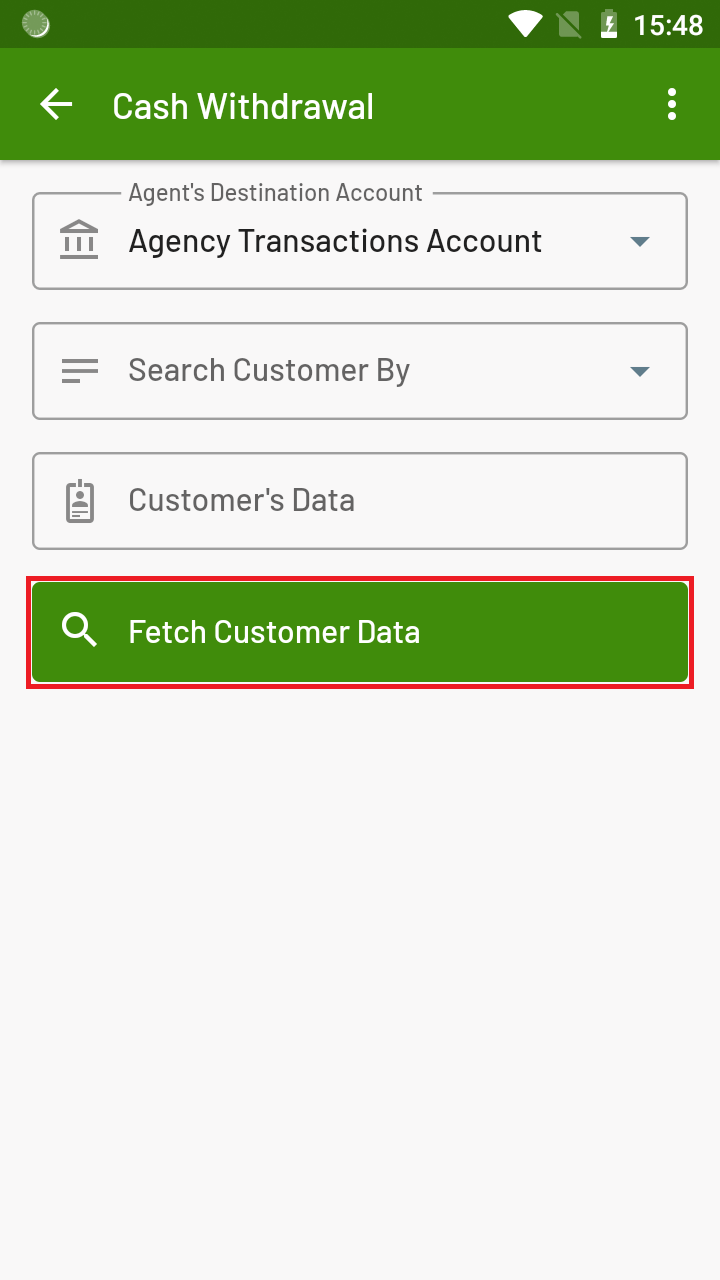 15:48
Cash Withdrawal
Agent's Destination Account
Agency Transactions Account
Search Customer By
Customer's Data
Fetch Customer Data